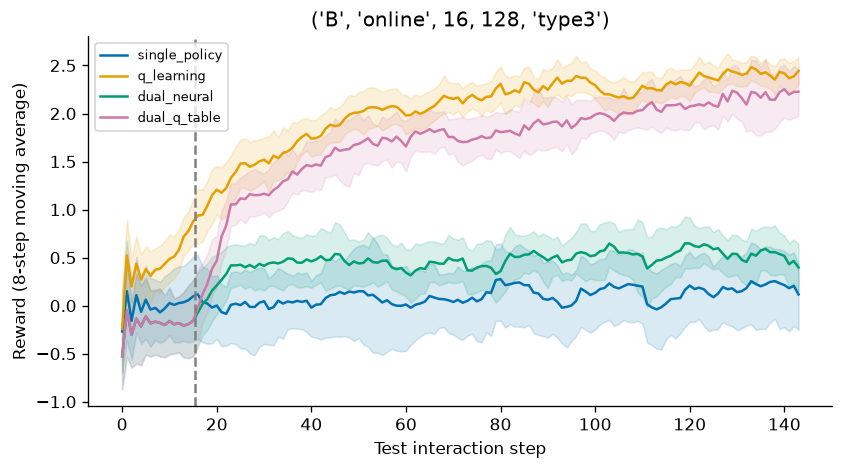 ('B', 'online', 16, 128, 'type3')
single_policy
q_learning
dual_neural
dual_q_table
Reward (8-step moving average)
2.5
2.0
1.5
1.0
0.5
0.0
−0.5
−1.0
0 20 40 60 80 100 120 140
Test interaction step